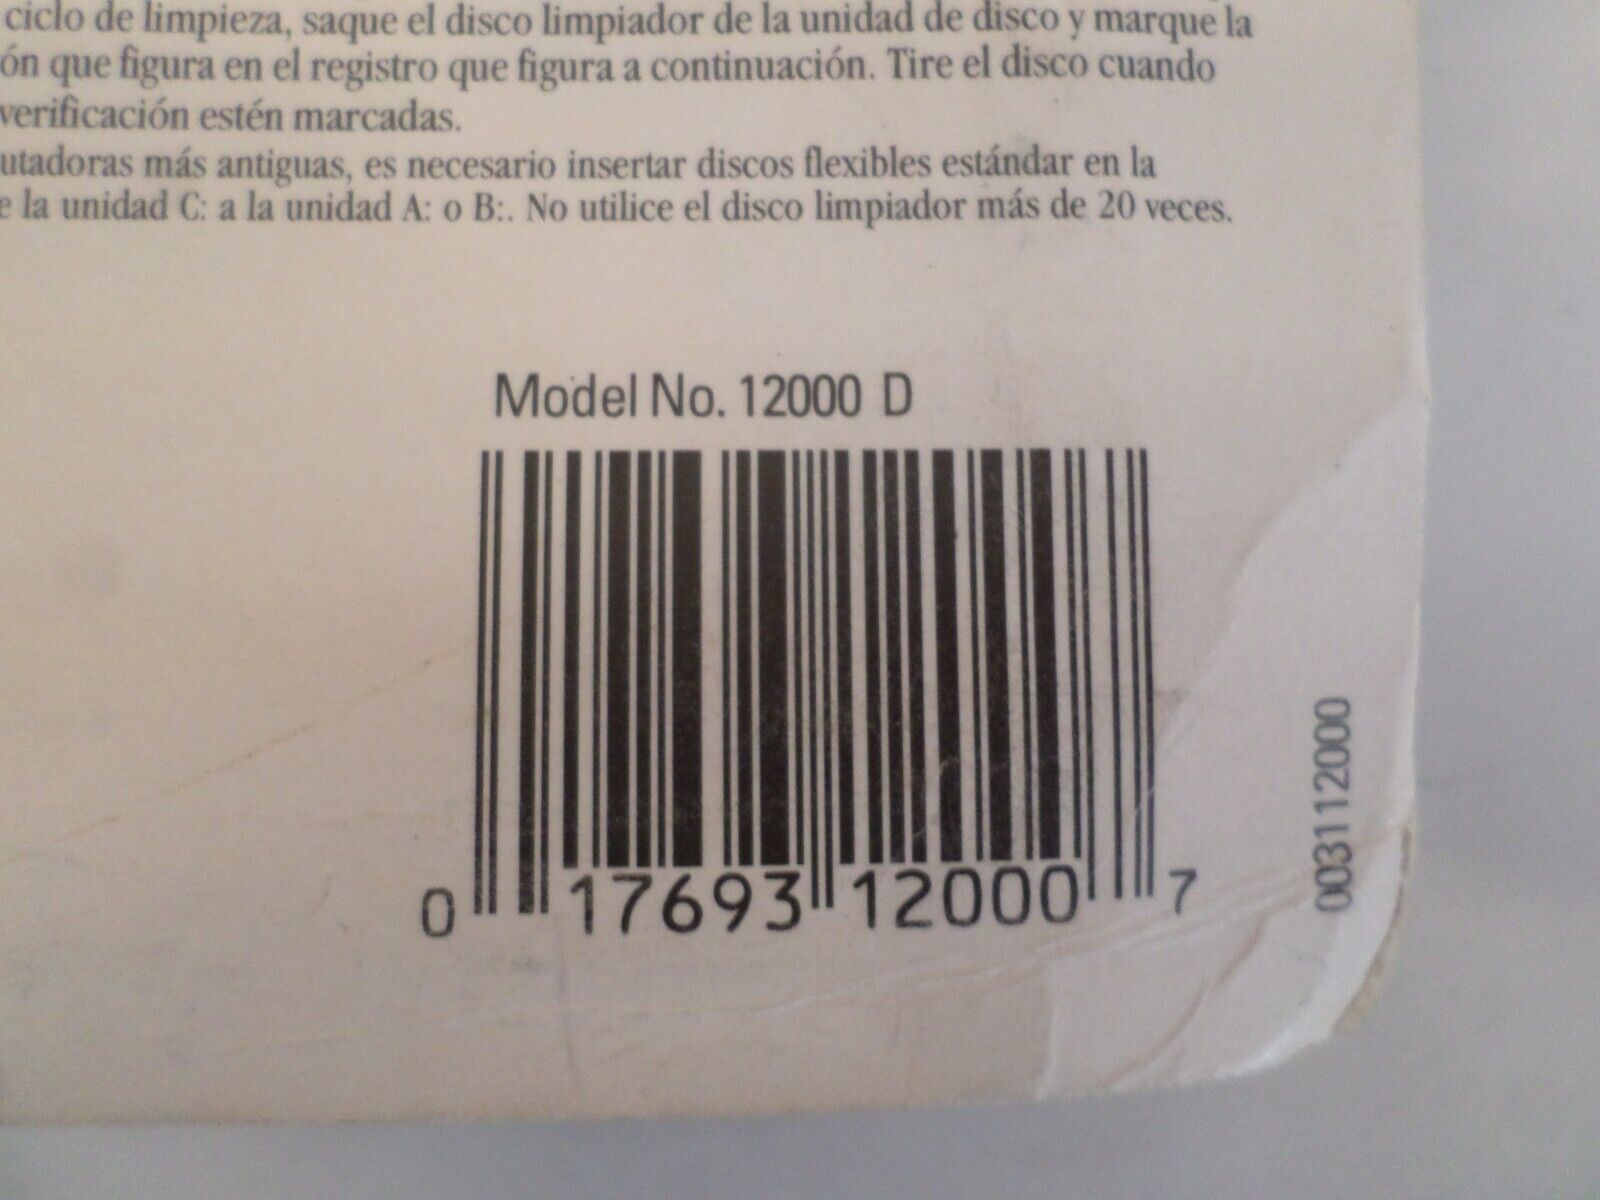 ciclo de limpieza, saque el disco limpiador de la unidad de disco y marque la
ón que figura en el registro que figura a continuación. Tire el disco cuando
verificación estén marcadas.
utadoras más antiguas, es necesario insertar discos flexibles estándar en la
e la unidad C: a la unidad A: o B:. No utilice el disco limpiador más de 20 veces.
Model No. 12000 D
0 17693 12000 7
003112000